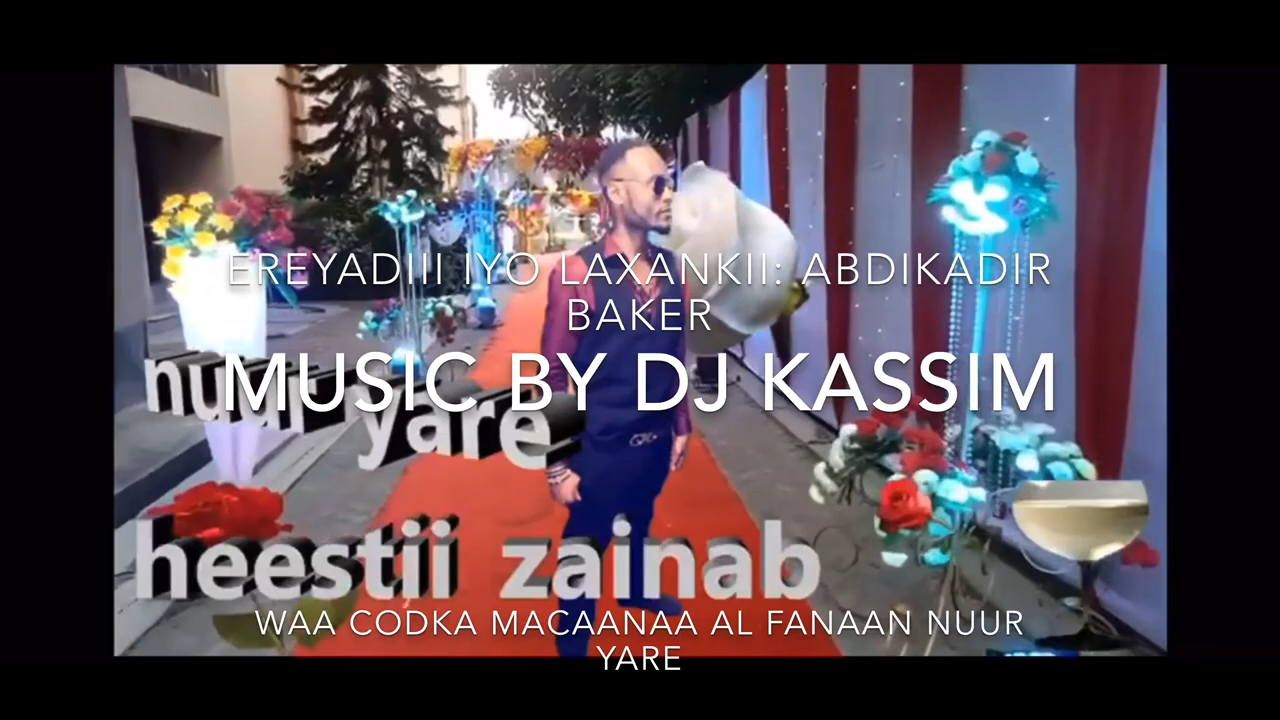 EREYADIII IYO LAXANKII: ABDIKADIR
BAKER
MUSIC BY DJ KASSIM
nuur yare
heestii zainab
WAA CODKA MACAANAA AL FANAAN NUUR
YARE